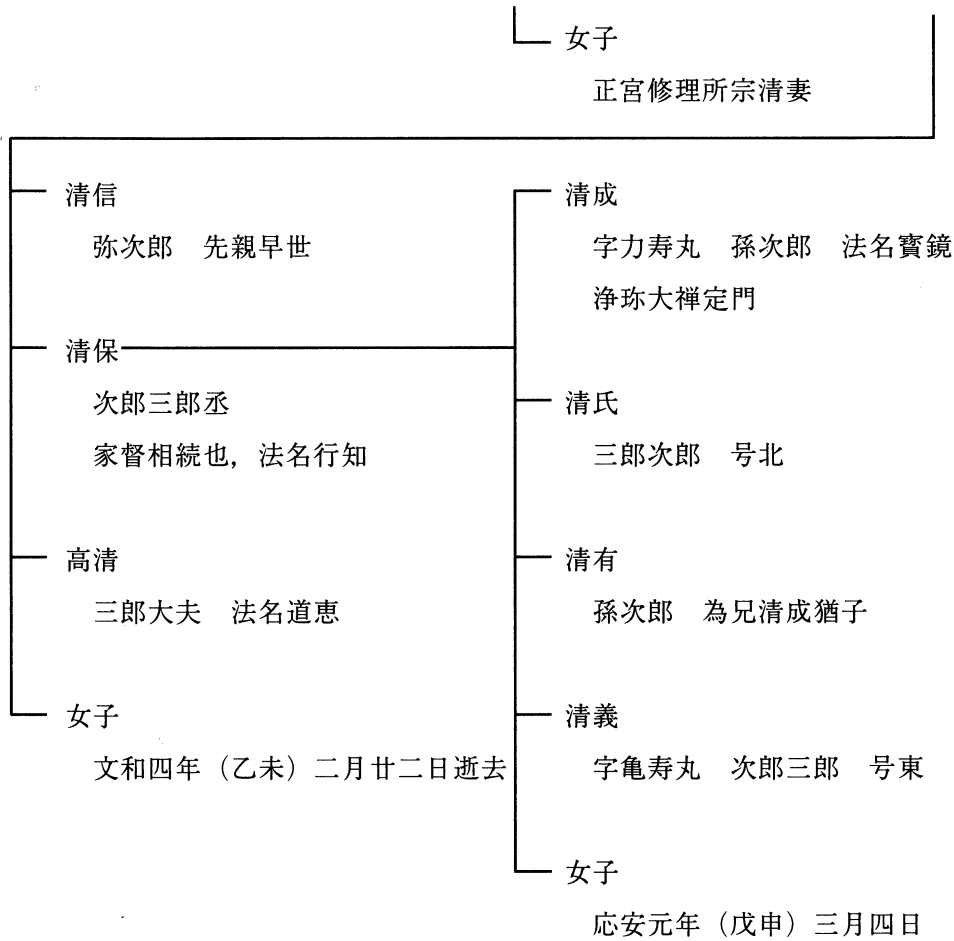 女子
正宮修理所宗清妻
清信
弥次郎　先親早世
清保
次郎三郎丞
家督相続也，法名行知
高清
三郎大夫　法名道恵
女子
文和四年（乙未）二月廿二日逝去
清成
字力寿丸　孫次郎　法名寳鏡
浄珎大禅定門
清氏
三郎次郎　号北
清有
孫次郎　為兄清成猶子
清義
字亀寿丸　次郎三郎　号東
女子
応安元年（戊申）三月四日